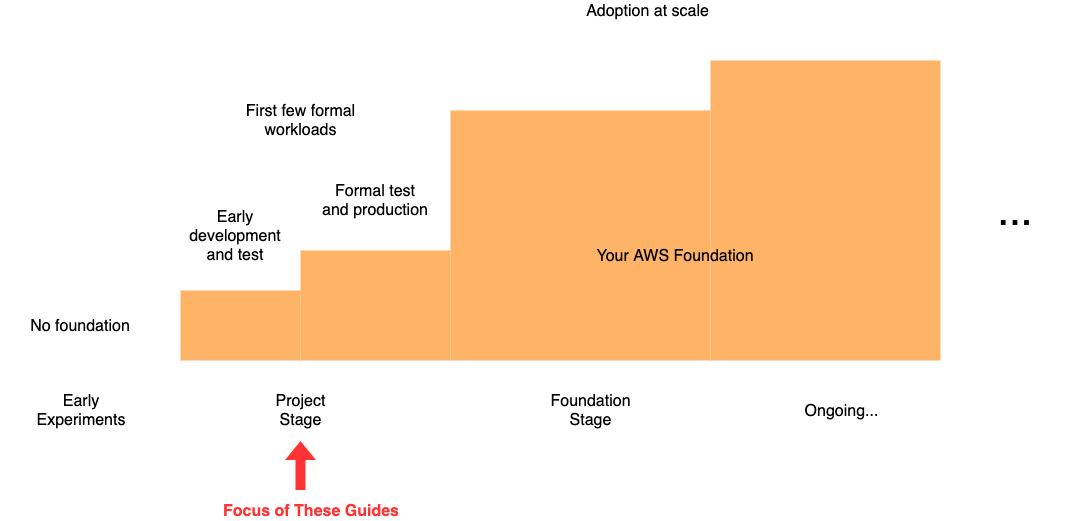 Adoption at scale
First few formal
workloads
Formal test
and production
Early
development
and test
Your AWS Foundation
...
No foundation
Early
Experiments
Project
Stage
Foundation
Stage
Ongoing...
Focus of These Guides